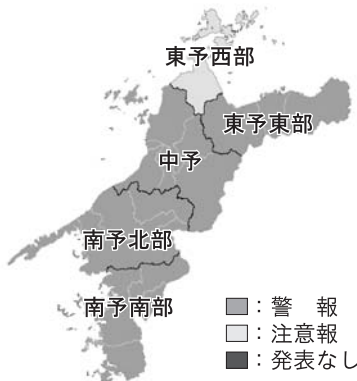 東予西部
東予東部
中予
南予北部
南予南部
：警　報
：注意報
：発表なし